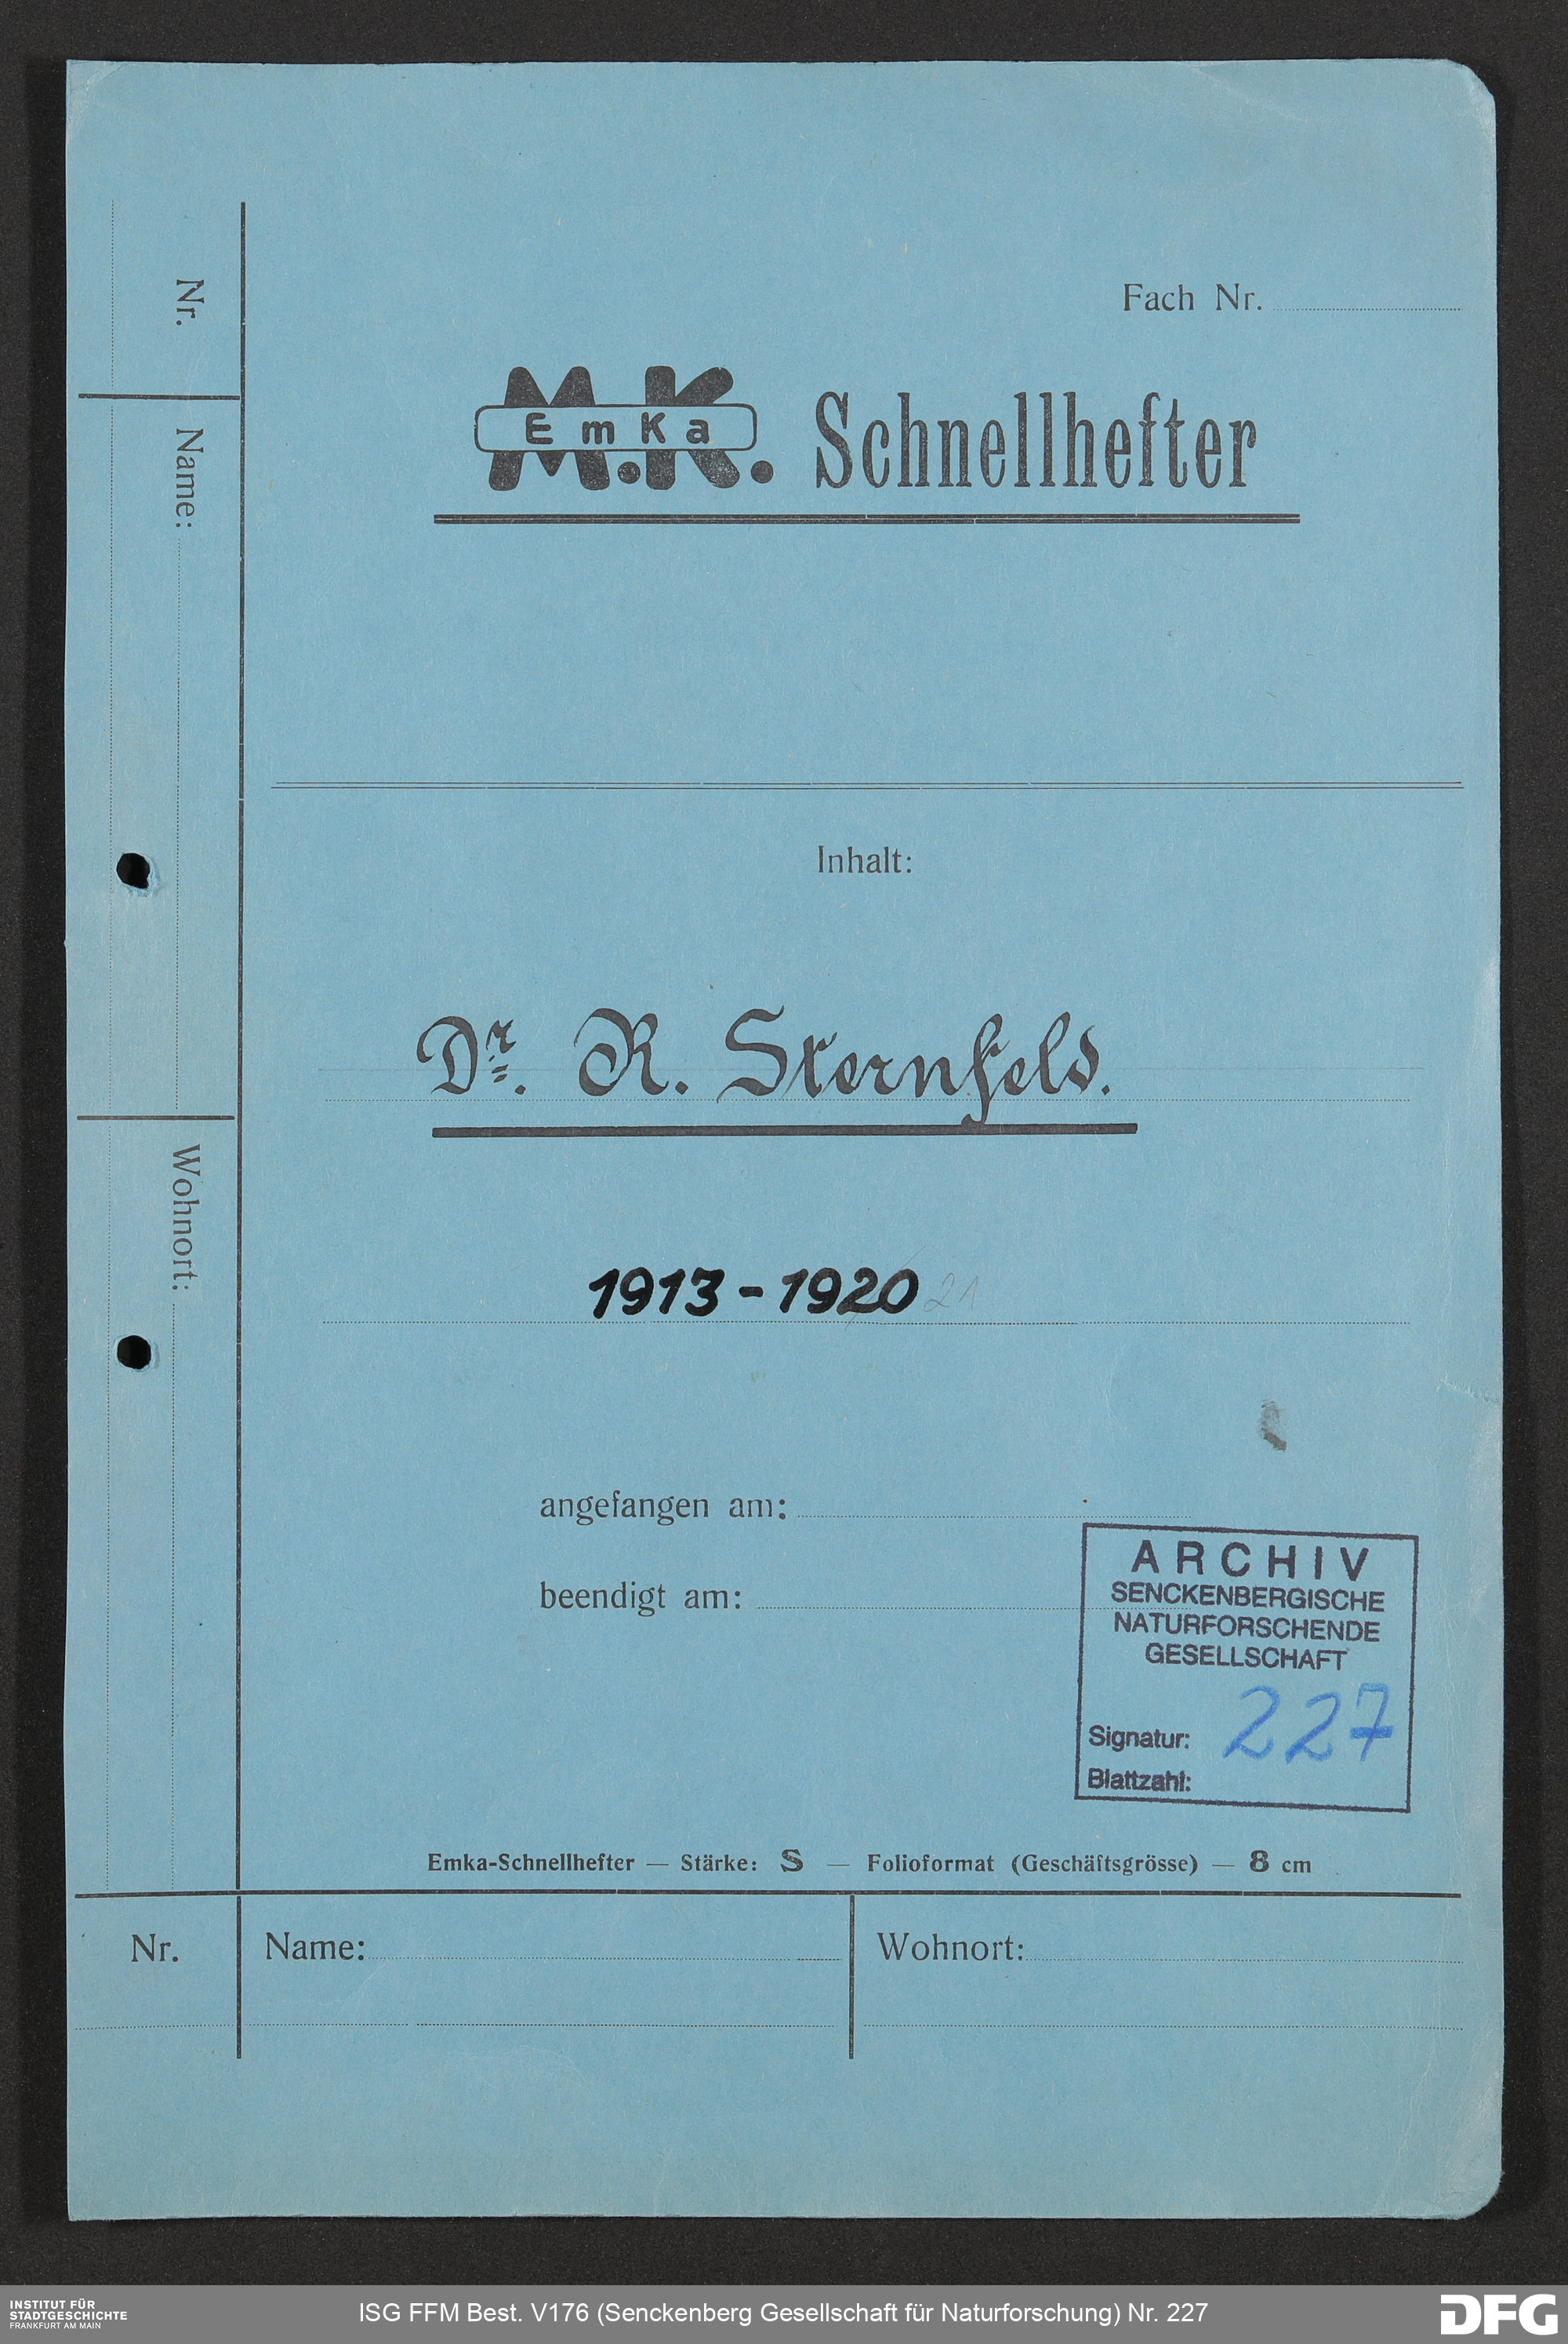 Fach Nr.
M.K.
EmKa
Schnellhefter
Nr.
Name:
Wohnort:
Inhalt:
Dr. R. Sternfeld.
1913-1920 21
angefangen am:
beendigt am:
ARCHIV
SENCKENBERGISCHE
NATURFORSCHENDE
GESELLSCHAFT
Signatur: 227
Blattzahl:
Emka-Schnellhefter — Stärke: S — Folioformat (Geschäftsgrösse) — 8 cm
Nr.
Name:
Wohnort:
INSTITUT FÜR
STADTGESCHICHTE
FRANKFURT AM MAIN
ISG FFM Best. V176 (Senckenberg Gesellschaft für Naturforschung) Nr. 227
DFG